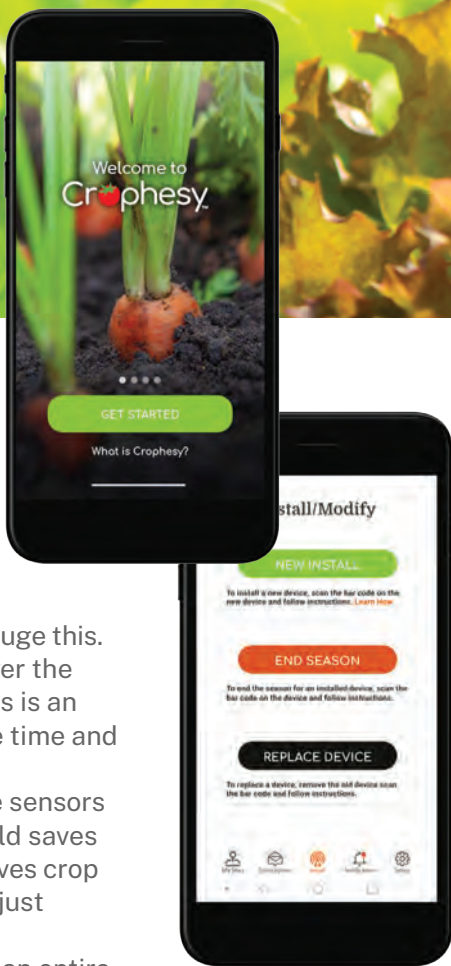 Welcome to
Crophesy™
GET STARTED
What is Crophesy?
stall/Modify
NEW INSTALL
To install a new device, scan the bar code on the
new device and follow instructions. Learn How
END SEASON
To end the season for an installed device, scan the
bar code on the device and follow instructions.
REPLACE DEVICE
To replace a device, remove the old device scan
the bar code and follow instructions.
Install
uge this.
er the
s is an
e time and
e sensors
ld saves
ves crop
just
an entire